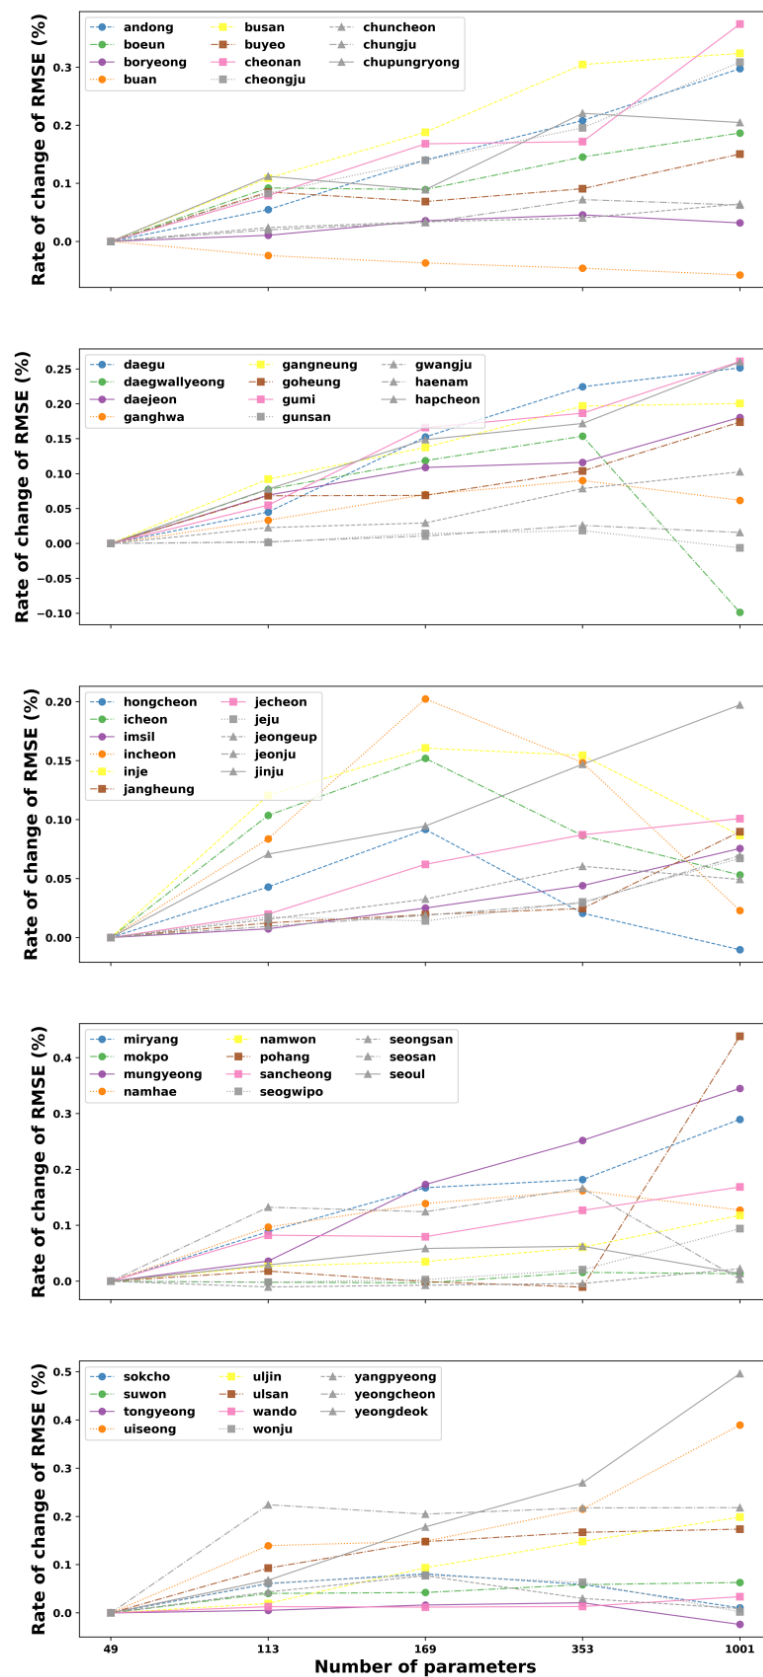 Rate of change of RMSE (%)
andong busan chuncheon
boeun buyeo chungju
boryeong cheonan chupungryong
buan cheongju
0.3
0.2
0.1
0.0
Rate of change of RMSE (%)
daegu gangneung gwangju
daegwallyeong goheung haenam
daejeon gumi hapcheon
ganghwa gunsan
0.25
0.20
0.15
0.10
0.05
0.00
−0.05
−0.10
Rate of change of RMSE (%)
hongcheon jecheon
icheon jeju
imsil jeongeup
incheon jeonju
inje jinju
jangheung
0.20
0.15
0.10
0.05
0.00
Rate of change of RMSE (%)
miryang namwon seongsan
mokpo pohang seosan
mungyeong sancheong seoul
namhae seogwipo
0.4
0.3
0.2
0.1
0.0
Rate of change of RMSE (%)
sokcho uljin yangpyeong
suwon ulsan yeongcheon
tongyeong wando yeongdeok
uiseong wonju
0.5
0.4
0.3
0.2
0.1
0.0
49 113 169 353 1001
Number of parameters